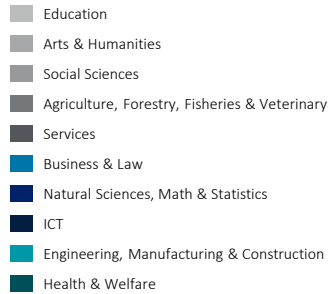 Education
Arts & Humanities
Social Sciences
Agriculture, Forestry, Fisheries & Veterinary
Services
Business & Law
Natural Sciences, Math & Statistics
ICT
Engineering, Manufacturing & Construction
Health & Welfare